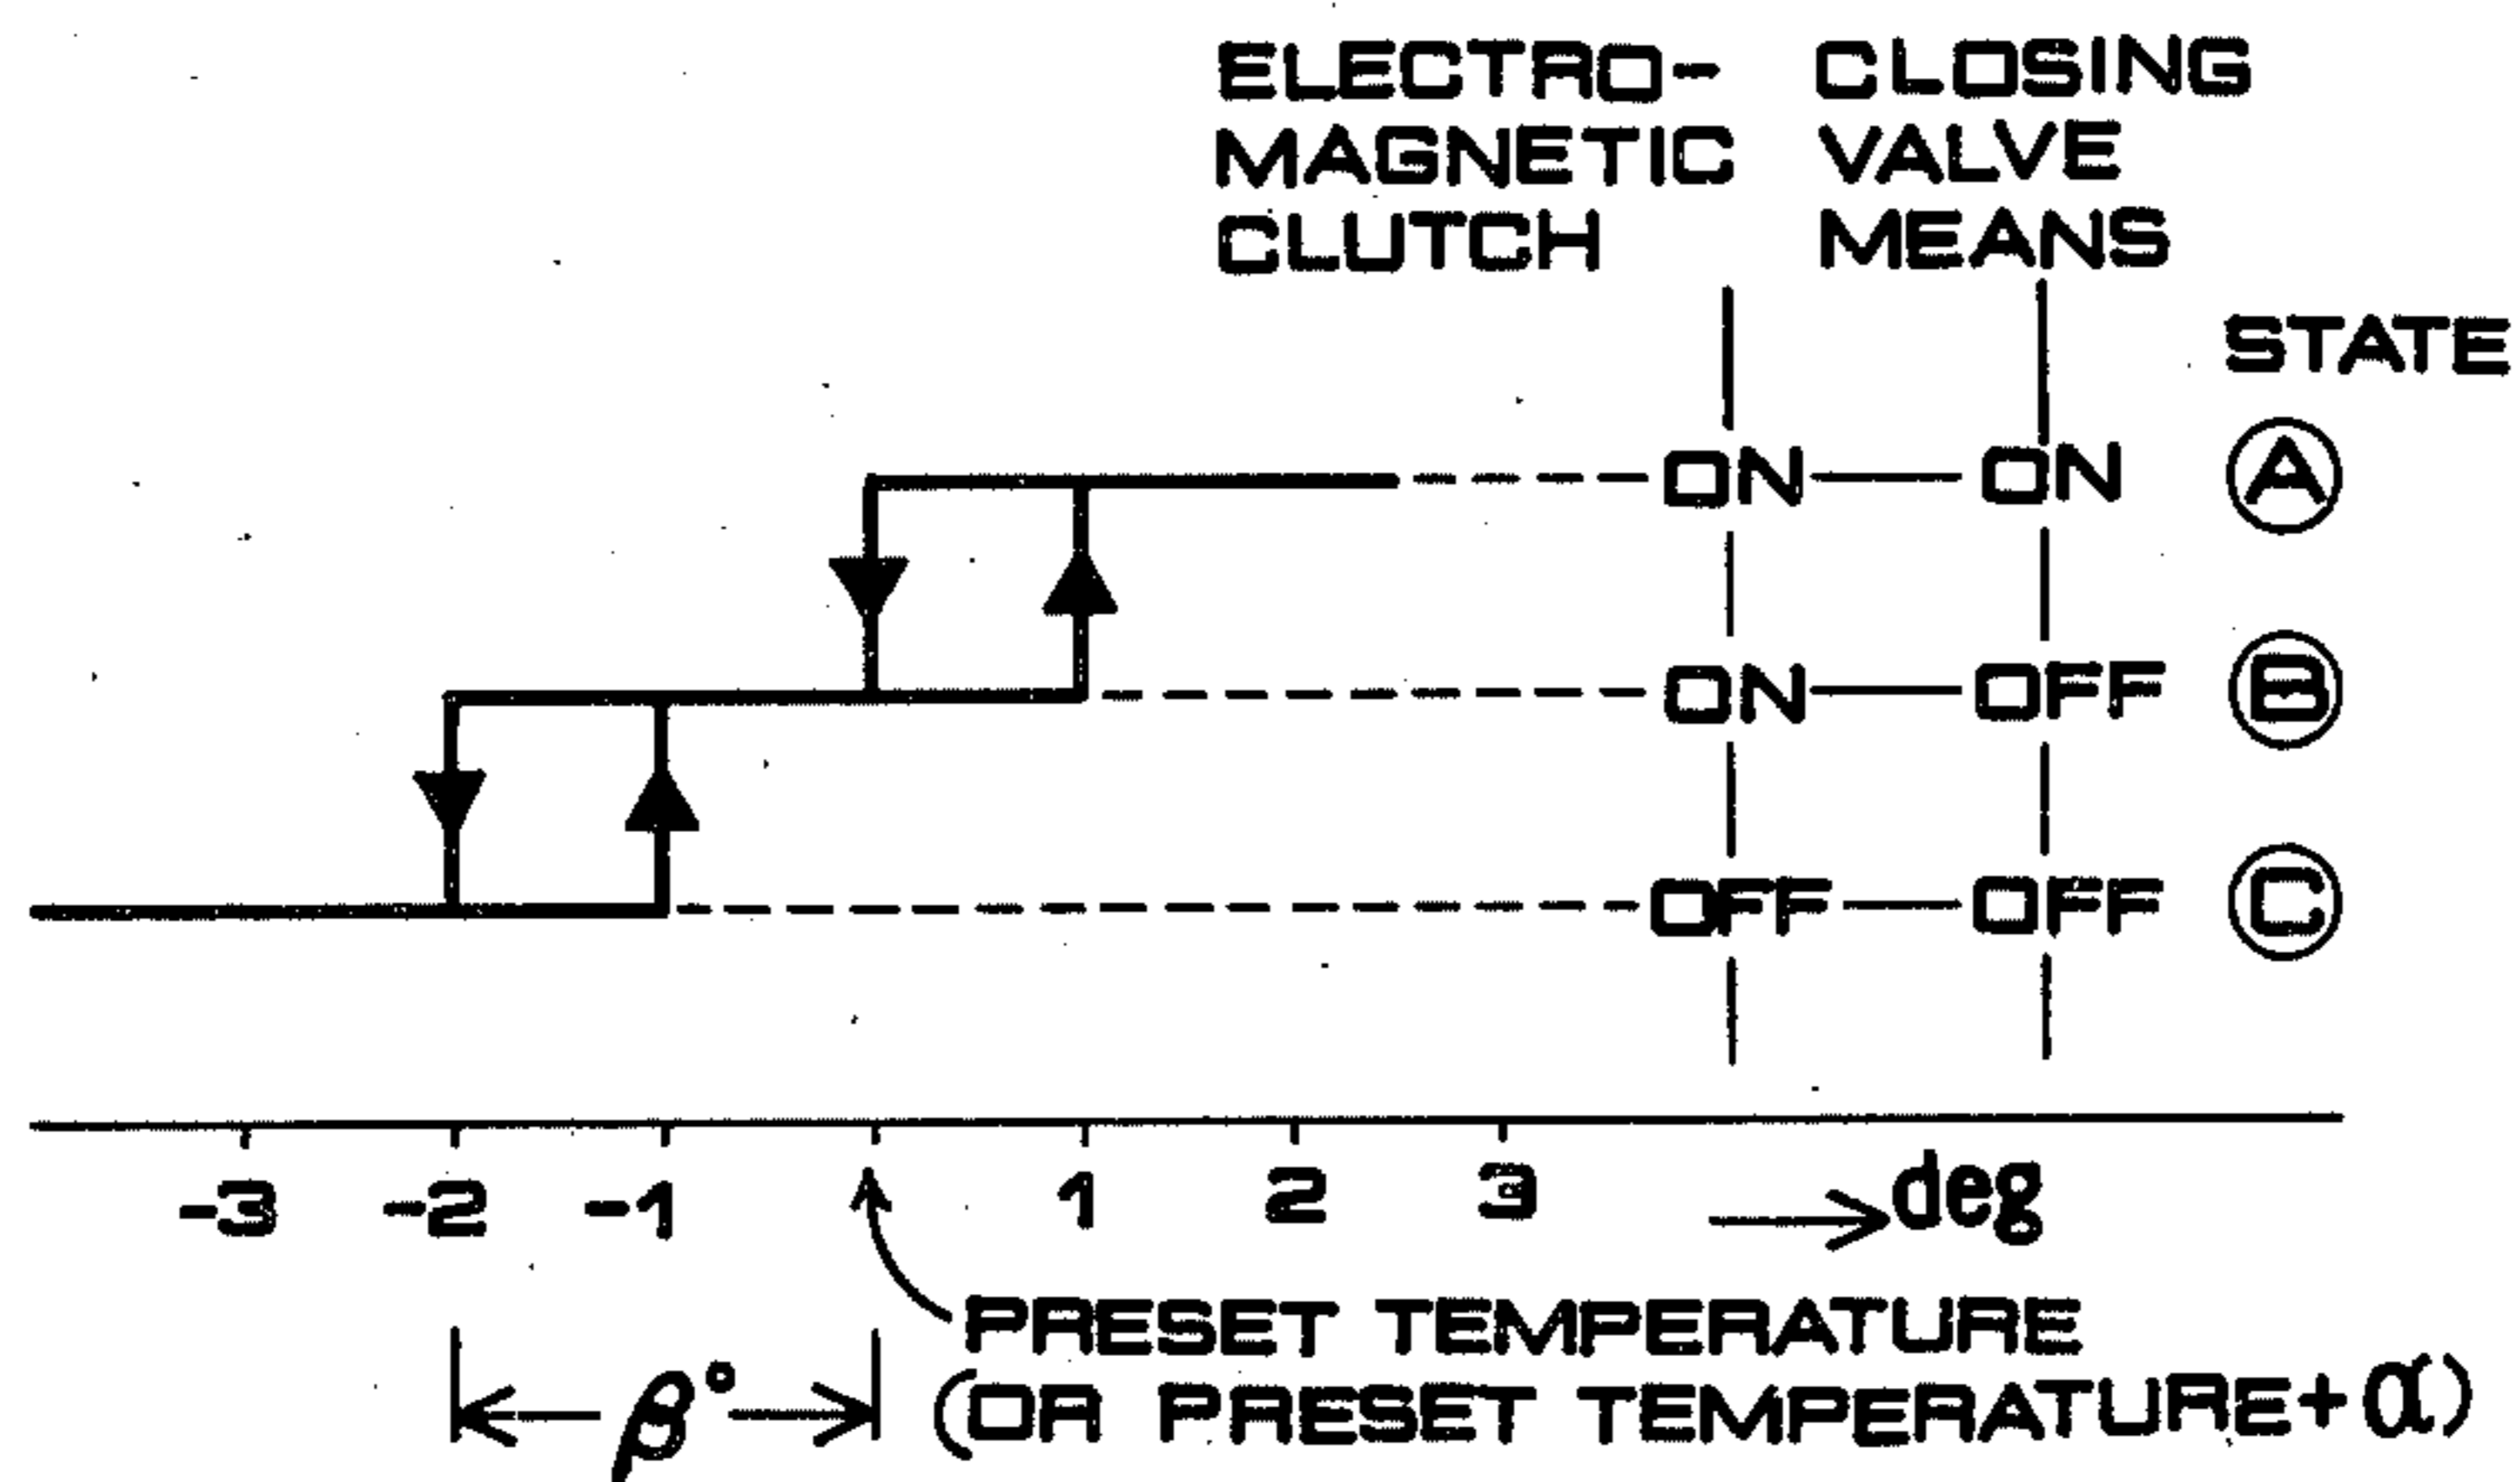 ELECTRO- CLOSING
MAGNETIC VALVE
CLUTCH MEANS
STATE
ON ON A
ON OFF B
OFF OFF C
-3 -2 -1 1 2 3 deg
PRESET TEMPERATURE
β° (OR PRESET TEMPERATURE+α)